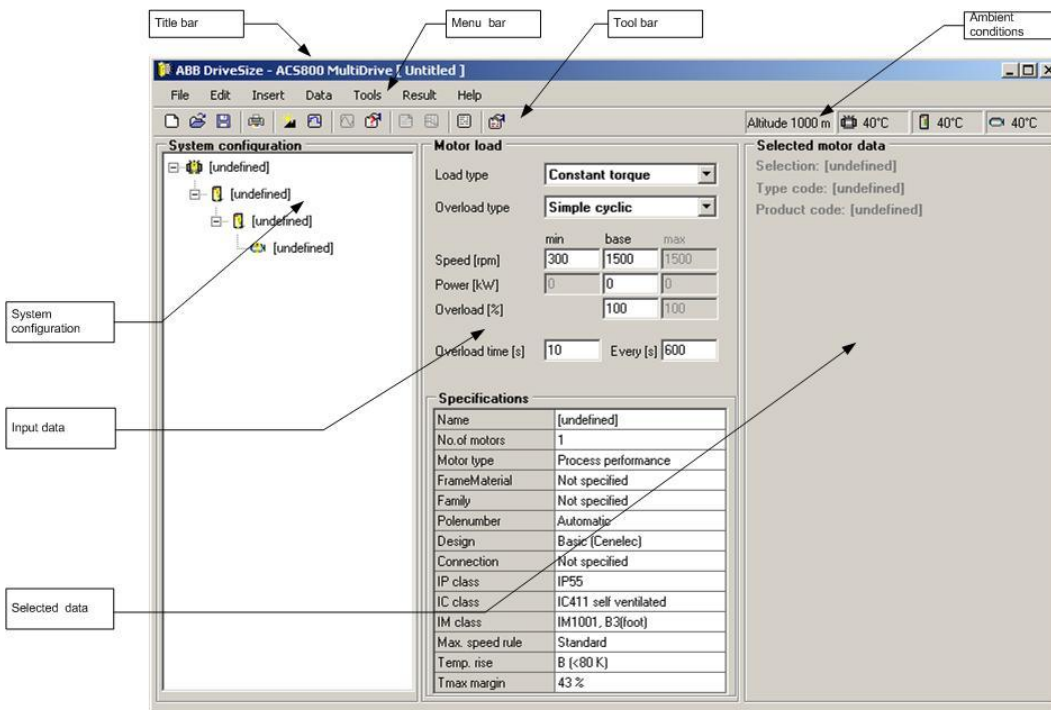 Title bar
Menu bar
Tool bar
Ambient
conditions
ABB DriveSize - ACS800 MultiDrive [ Untitled ]
File Edit Insert Data Tools Result Help
Altitude 1000 m 40°C 40°C 40°C
System configuration
[undefined]
[undefined]
[undefined]
[undefined]
Motor load
Load type Constant torque
Overload type Simple cyclic
min base max
Speed [rpm] 300 1500 1500
Power [kW] 0 0 0
Overload [%] 100 100
Overload time [s] 10 Every [s] 600
Specifications
Name [undefined]
No.of motors 1
Motor type Process performance
FrameMaterial Not specified
Family Not specified
Polenumber Automatic
Design Basic (Cenelec)
Connection Not specified
IP class IP55
IC class IC411 self ventilated
IM class IM1001, B3(foot)
Max. speed rule Standard
Temp. rise B (<80 K)
Tmax margin 43 %
Selected motor data
Selection: [undefined]
Type code: [undefined]
Product code: [undefined]
System
configuration
Input data
Selected data